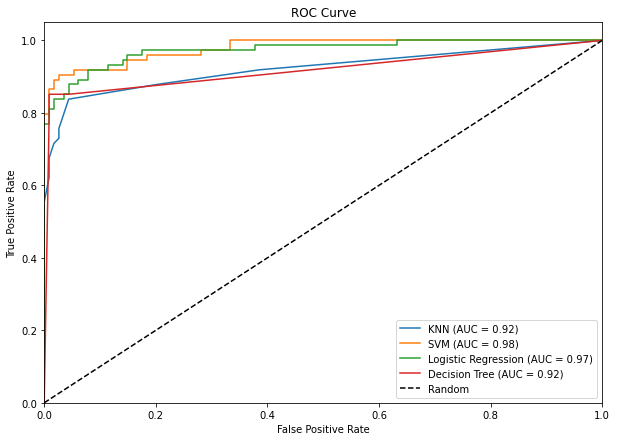 ROC Curve
1.0
0.8
0.6
0.4
0.2
0.0
True Positive Rate
KNN (AUC = 0.92)
SVM (AUC = 0.98)
Logistic Regression (AUC = 0.97)
Decision Tree (AUC = 0.92)
Random
0.0 0.2 0.4 0.6 0.8 1.0
False Positive Rate